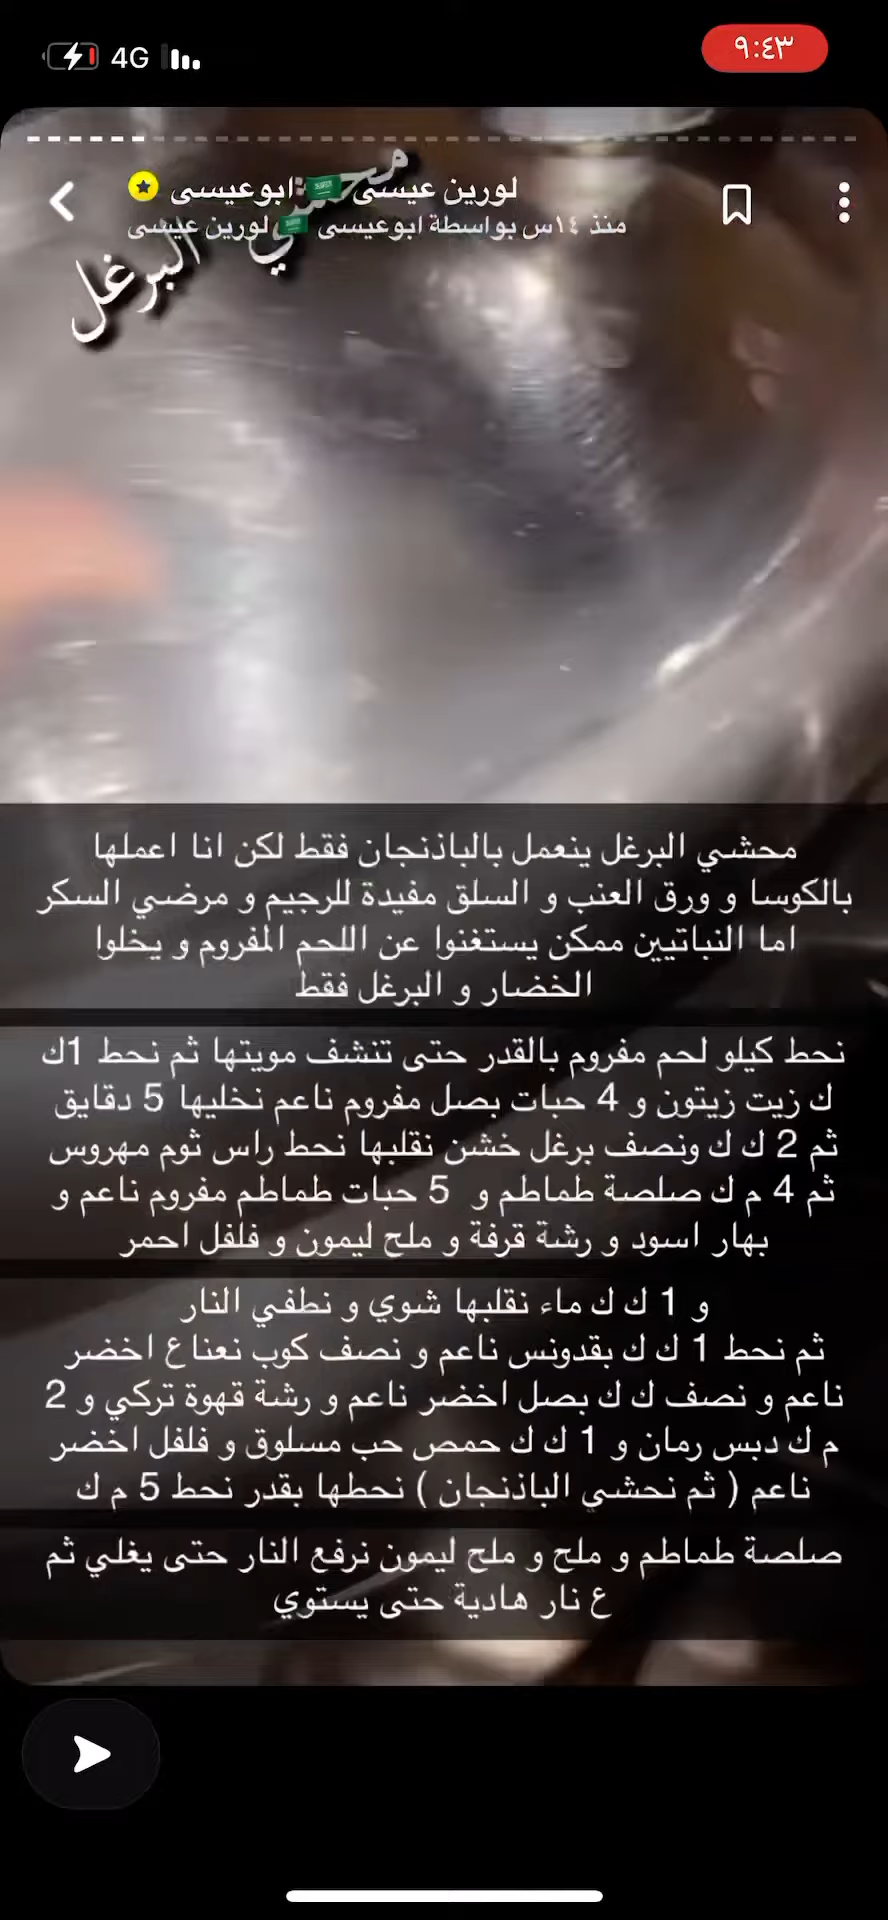 4G
٩:٤٣
لورين عيسى 🇸🇦 ابوعيسى
منذ ١٤س بواسطة ابوعيسى 🇸🇦 لورين عيسى
محشي البرغل
محشي البرغل ينعمل بالباذنجان فقط لكن انا اعملها
بالكوسا و ورق العنب و السلق مفيدة للرجيم و مرضي السكر
اما النباتيين ممكن يستغنوا عن اللحم المفروم و يخلوا
الخضار و البرغل فقط
نحط كيلو لحم مفروم بالقدر حتى تنشف مويتها ثم نحط 1ك
ك زيت زيتون و 4 حبات بصل مفروم ناعم نخليها 5 دقايق
ثم 2 ك ك ونصف برغل خشن نقلبها نحط راس ثوم مهروس
ثم 4 م ك صلصة طماطم و 5 حبات طماطم مفروم ناعم و
بهار اسود و رشة قرفة و ملح ليمون و فلفل احمر
و 1 ك ك ماء نقلبها شوي و نطفي النار
ثم نحط 1 ك ك بقدونس ناعم و نصف كوب نعناع اخضر
ناعم و نصف ك ك بصل اخضر ناعم و رشة قهوة تركي و 2
م ك دبس رمان و 1 ك ك حمص حب مسلوق و فلفل اخضر
ناعم ( ثم نحشي الباذنجان ) نحطها بقدر نحط 5 م ك
صلصة طماطم و ملح و ملح ليمون نرفع النار حتى يغلي ثم
ع نار هادية حتى يستوي